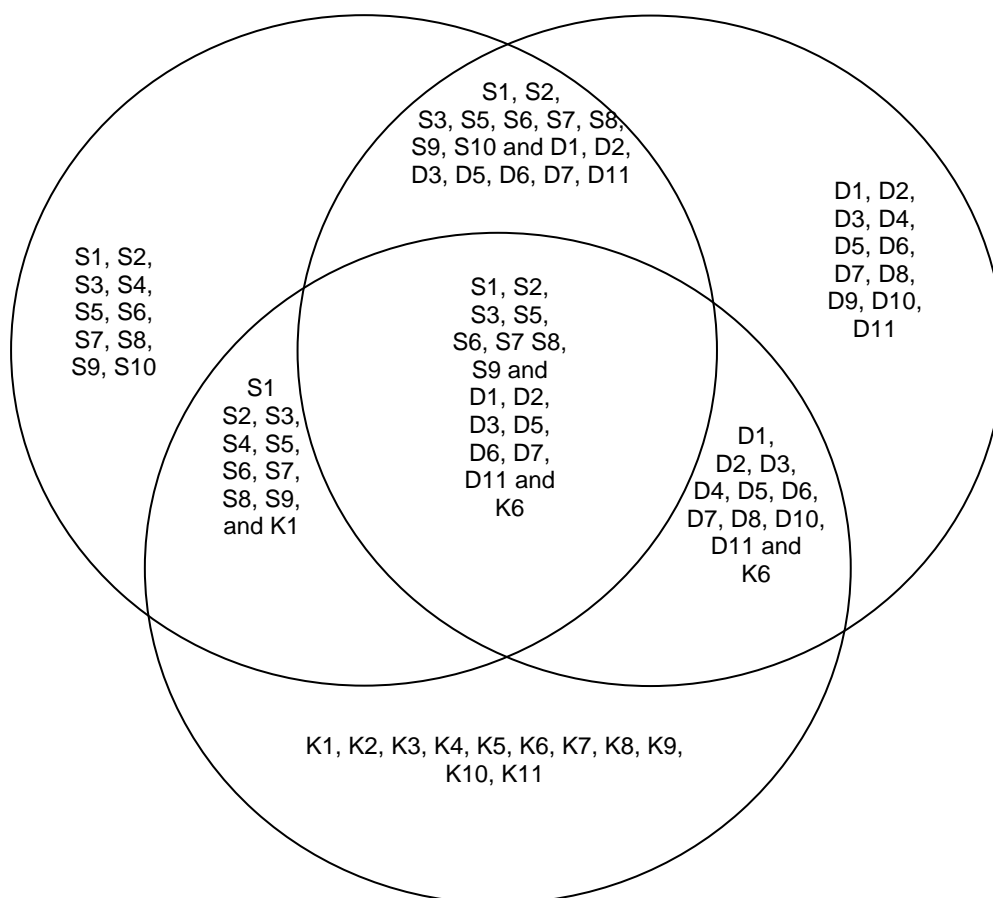 S1, S2,
S3, S5, S6, S7, S8,
S9, S10 and D1, D2,
D3, D5, D6, D7, D11
D1, D2,
D3, D4,
D5, D6,
D7, D8,
D9, D10,
D11
S1, S2,
S3, S4,
S5, S6,
S7, S8,
S9, S10
S1, S2,
S3, S5,
S6, S7 S8,
S9 and
D1, D2,
D3, D5,
D6, D7,
D11 and
K6
S1
S2, S3,
S4, S5,
S6, S7,
S8, S9,
and K1
D1,
D2, D3,
D4, D5, D6,
D7, D8, D10,
D11 and
K6
K1, K2, K3, K4, K5, K6, K7, K8, K9,
K10, K11